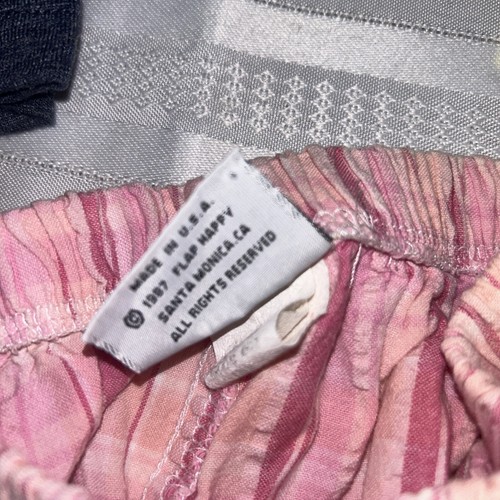 MADE IN U.S.A.
© 1987 FLAP HAPPY
SANTA MONICA, CA
ALL RIGHTS RESERVED